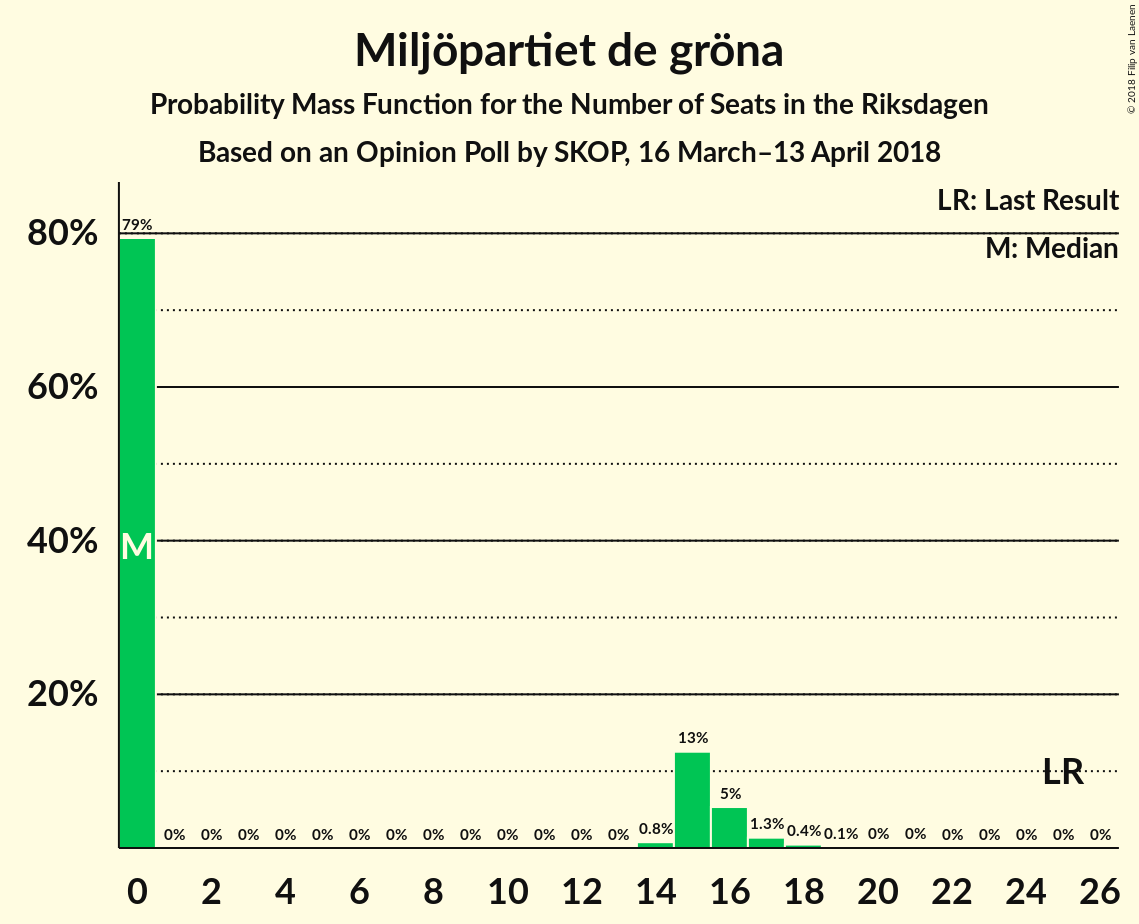 Miljöpartiet de gröna
Probability Mass Function for the Number of Seats in the Riksdagen
Based on an Opinion Poll by SKOP, 16 March–13 April 2018
© 2018 Filip van Laenen
LR: Last Result
M: Median
80%
60%
40%
20%
79% 0% 0% 0% 0% 0% 0% 0% 0% 0% 0% 0% 0% 0% 0.8% 13% 5% 1.3% 0.4% 0.1% 0% 0% 0% 0% 0% 0% 0%
M
LR
0 2 4 6 8 10 12 14 16 18 20 22 24 26